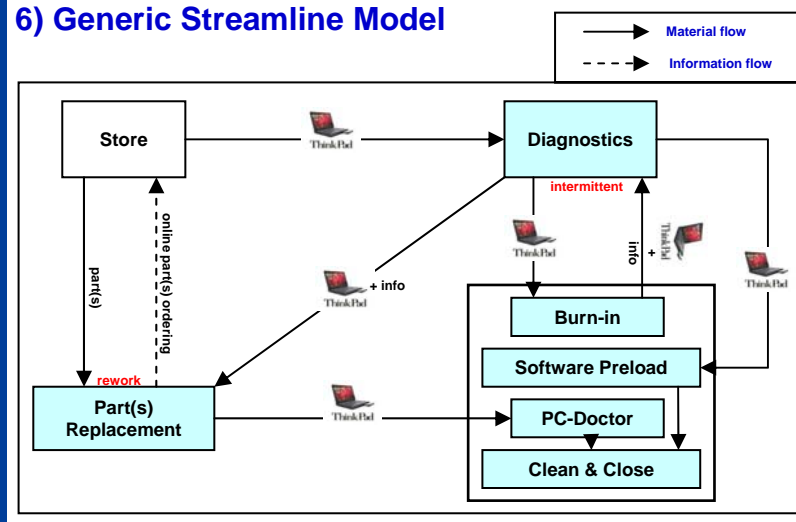 6) Generic Streamline Model
Material flow
Information flow
Store
ThinkPad
Diagnostics
intermittent
part(s)
online part(s) ordering
ThinkPad
+ info
ThinkPad
info
+
ThinkPad
ThinkPad
Burn-in
Software Preload
rework
Part(s)
Replacement
ThinkPad
PC-Doctor
Clean & Close